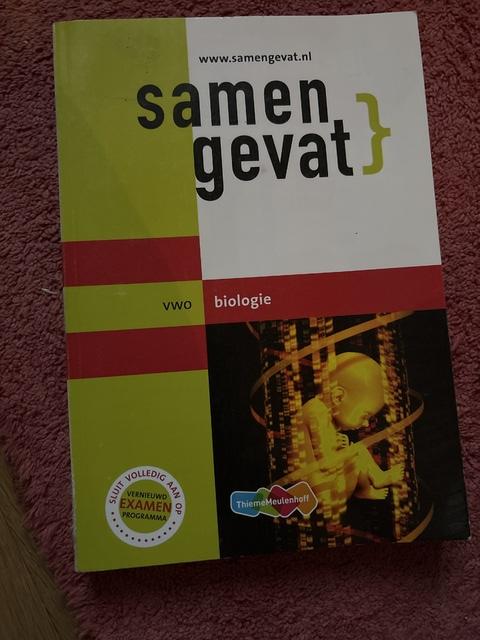 www.samengevat.nl
samen
gevat}
vwo biologie
SLUIT VOLLEDIG AAN OP
VERNIEUWD
EXAMEN
PROGRAMMA
ThiemeMeulenhoff